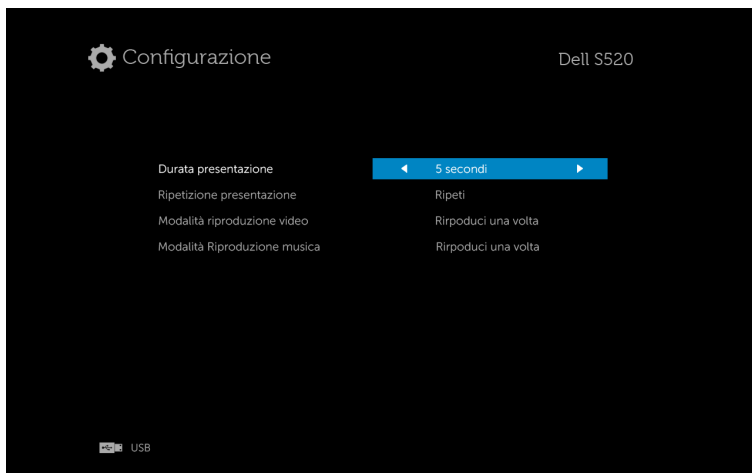 Configurazione
Dell S520
Durata presentazione 5 secondi
Ripetizione presentazione Ripeti
Modalità riproduzione video Rirpoduci una volta
Modalità Riproduzione musica Rirpoduci una volta
USB